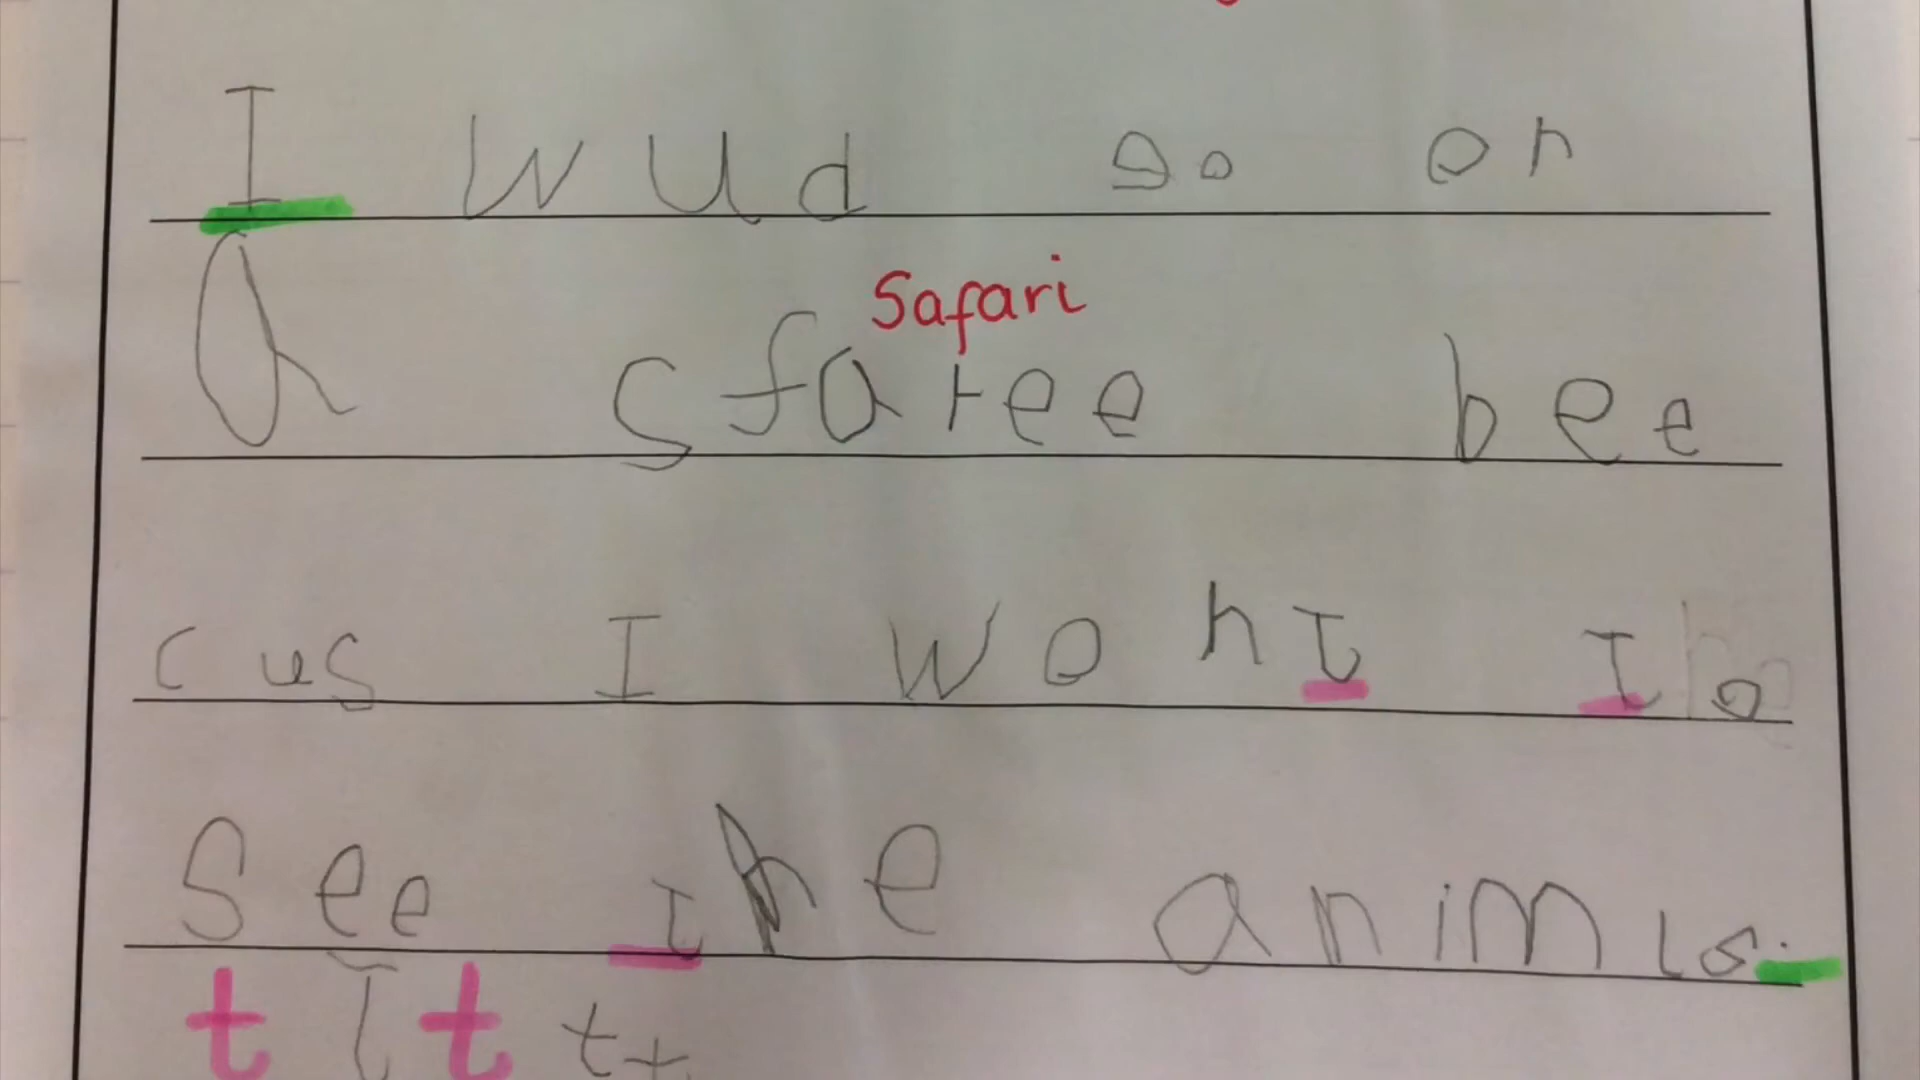 I wud go on
Safari
a sfaree bee
cus I wont to
See the animls.
t t t t t